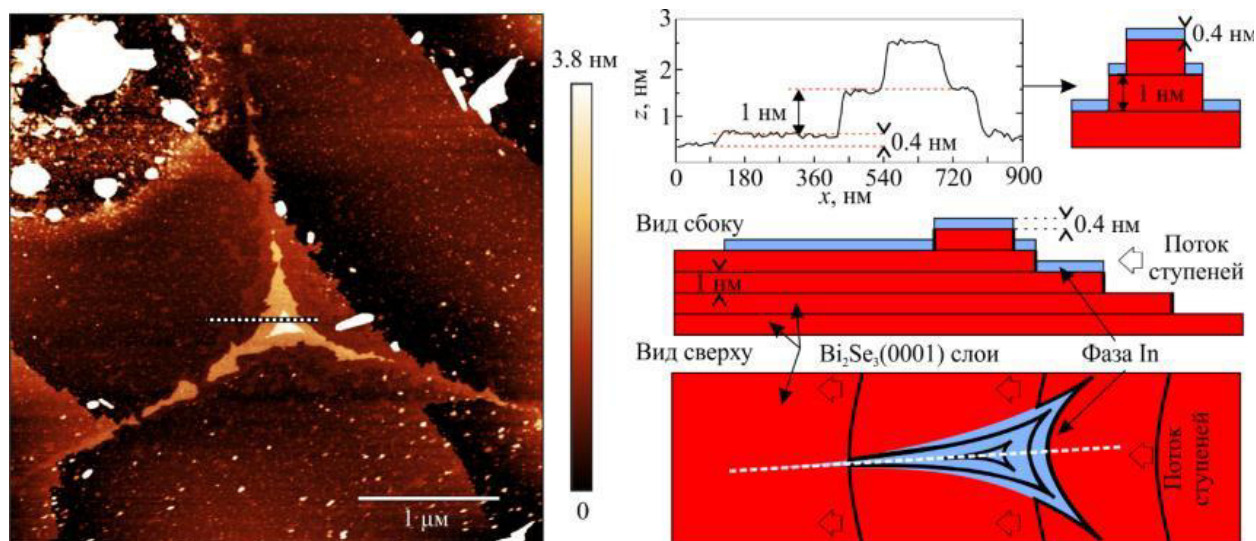 3.8 нм
0
1 μм
3
2
1
z, нм
1 нм
0.4 нм
0 180 360 540 720 900
x, нм
0.4 нм
1 нм
Вид сбоку
0.4 нм
Поток
ступеней
1 нм
Вид сверху
Bi₂Se₃(0001) слои
Фаза In
Поток
ступеней